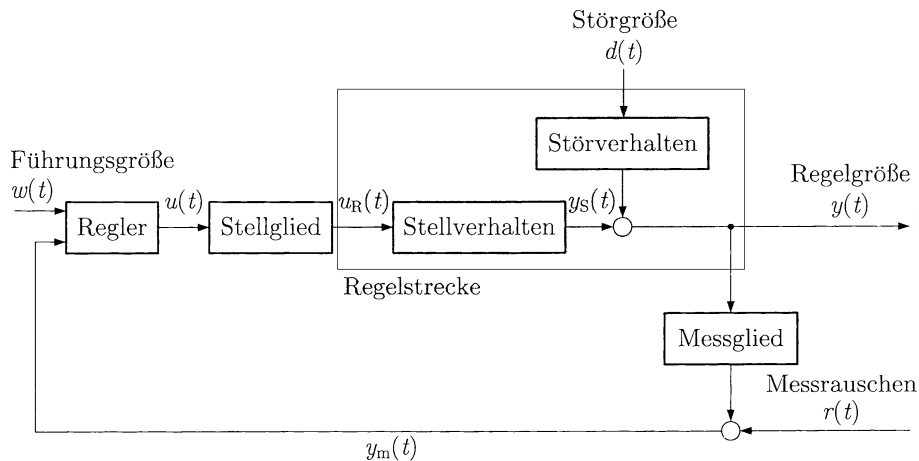 Störgröße
d(t)
Störverhalten
Führungsgröße
w(t)
Regler
u(t)
Stellglied
u_R(t)
Stellverhalten
y_S(t)
Regelgröße
y(t)
Regelstrecke
Messglied
Messrauschen
r(t)
y_m(t)